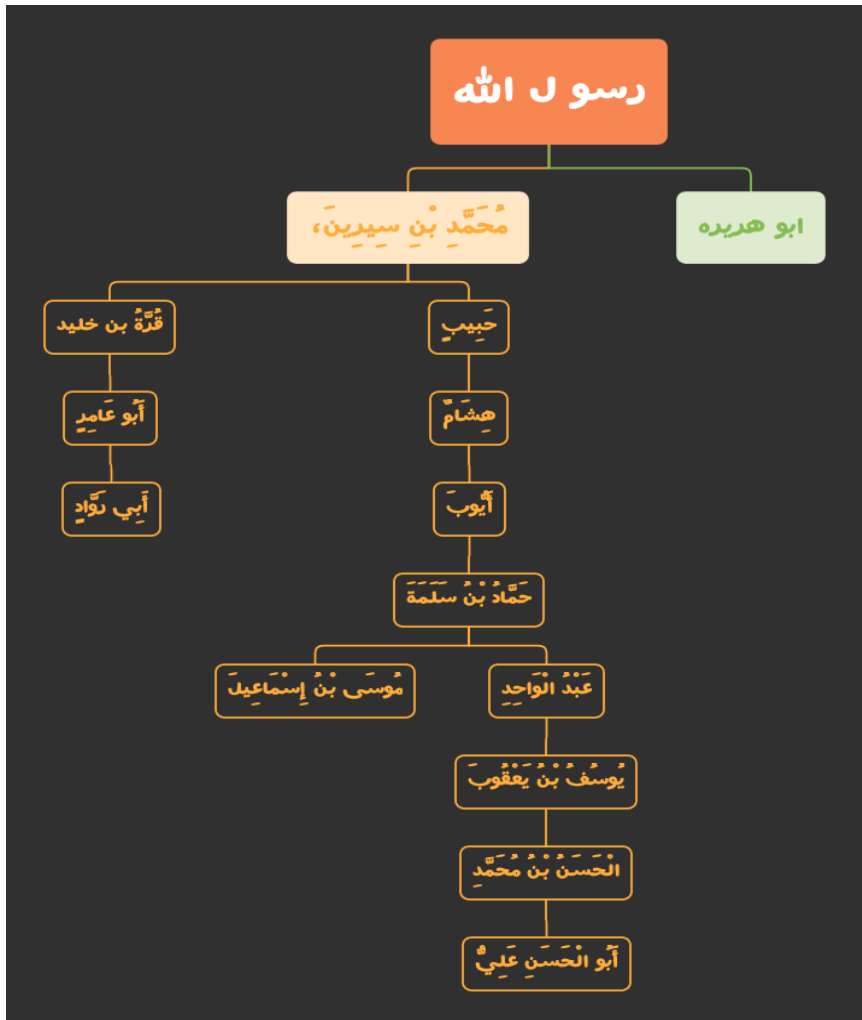 رسو ل الله
ابو هريره
مُحَمَّدِ بْنِ سِيرِينَ،
حَبِيبٍ
قُرَّةُ بن خليد
هِشَامٌ
أَبُو عَامِرٍ
أَيُّوبَ
أَبِي رَوَّادٍ
حَمَّادُ بْنُ سَلَمَةَ
عَبْدُ الْوَاحِدِ
مُوسَى بْنُ إِسْمَاعِيلَ
يُوسُفُ بْنُ يَعْقُوبَ
الْحَسَنُ بْنُ مُحَمَّدِ
أَبُو الْحَسَنِ عَلِيٌّ